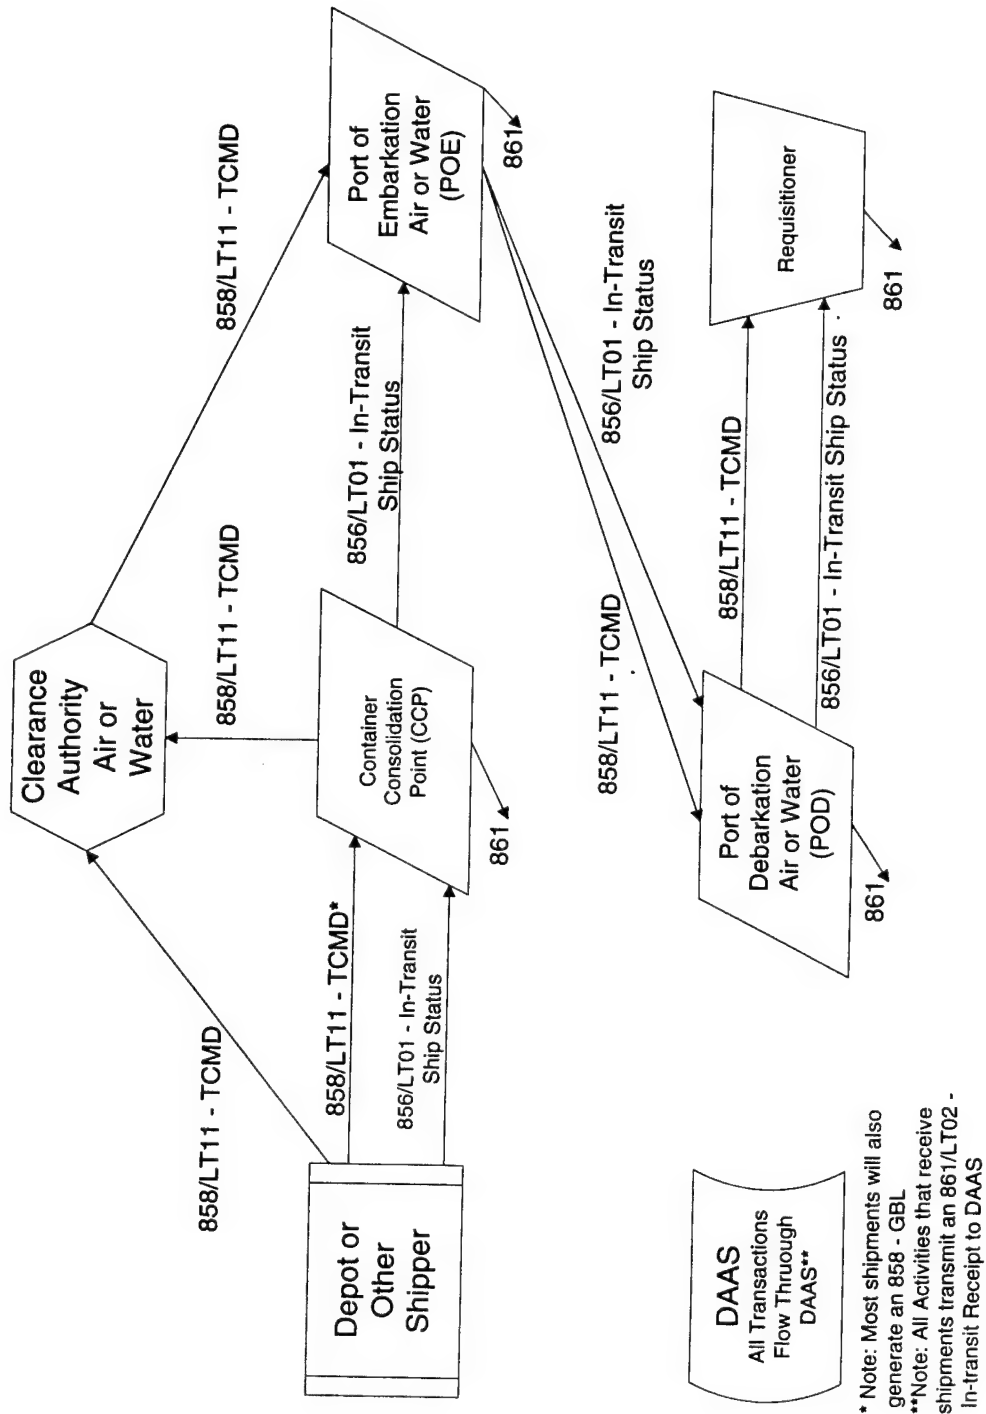 Clearance
Authority
Air or
Water
858/LT11 - TCMD
858/LT11 - TCMD
858/LT11 - TCMD
Depot or
Other
Shipper
858/LT11 - TCMD*
856/LT01 - In-Transit
Ship Status
Container
Consolidation
Point (CCP)
861
856/LT01 - In-Transit
Ship Status
Port of
Embarkation
Air or Water
(POE)
861
858/LT11 - TCMD
856/LT01 - In-Transit
Ship Status
DAAS
All Transactions
Flow Thruough
DAAS**
Port of
Debarkation
Air or Water
(POD)
861
858/LT11 - TCMD
856/LT01 - In-Transit Ship Status
Requisitioner
861
* Note: Most shipments will also
generate an 858 - GBL
**Note: All Activities that receive
shipments transmit an 861/LT02 -
In-transit Receipt to DAAS